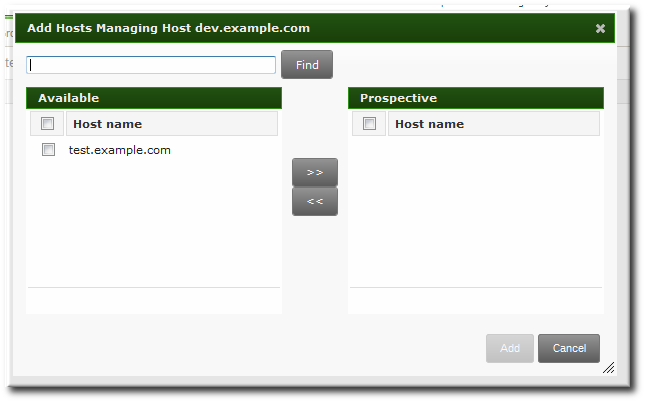 Add Hosts Managing Host dev.example.com
Find
Available
Prospective
Host name
Host name
test.example.com
>>
<<
Add
Cancel